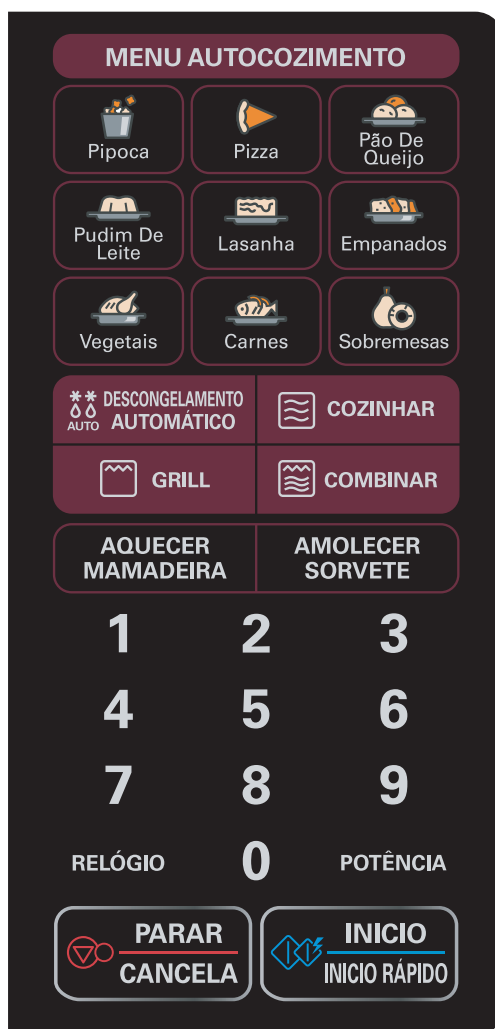 MENU AUTOCOZIMENTO
Pipoca
Pizza
Pão De
Queijo
Pudim De
Leite
Lasanha
Empanados
Vegetais
Carnes
Sobremesas
AUTO
DESCONGELAMENTO
AUTOMÁTICO
COZINHAR
GRILL
COMBINAR
AQUECER
MAMADEIRA
AMOLECER
SORVETE
1 2 3
4 5 6
7 8 9
RELÓGIO 0 POTÊNCIA
PARAR
CANCELA
INICIO
INICIO RÁPIDO